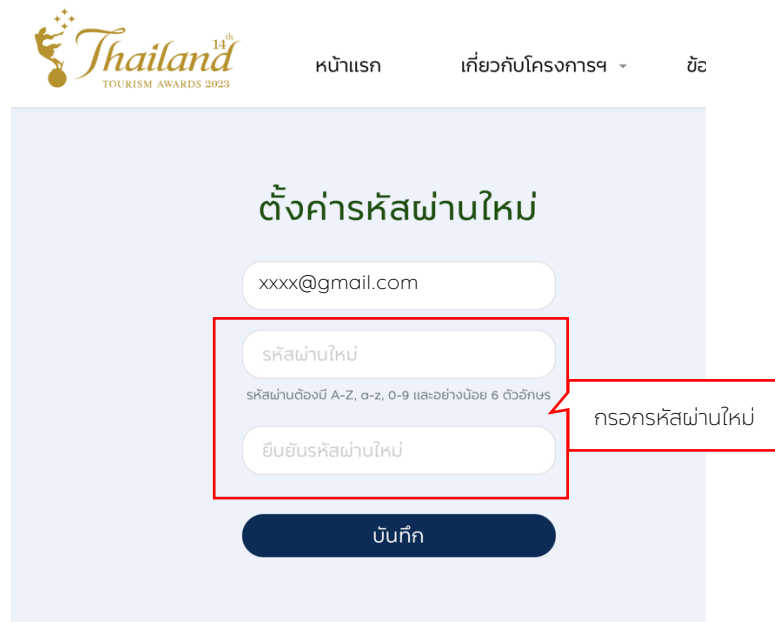 Thailand 14th
TOURISM AWARDS 2023
หน้าแรก เกี่ยวกับโครงการฯ ข้อ
ตั้งค่ารหัสผ่านใหม่
xxxx@gmail.com
รหัสผ่านใหม่
รหัสผ่านต้องมี A-Z, a-z, 0-9 และอย่างน้อย 6 ตัวอักษร
กรอกรหัสผ่านใหม่
ยืนยันรหัสผ่านใหม่
บันทึก